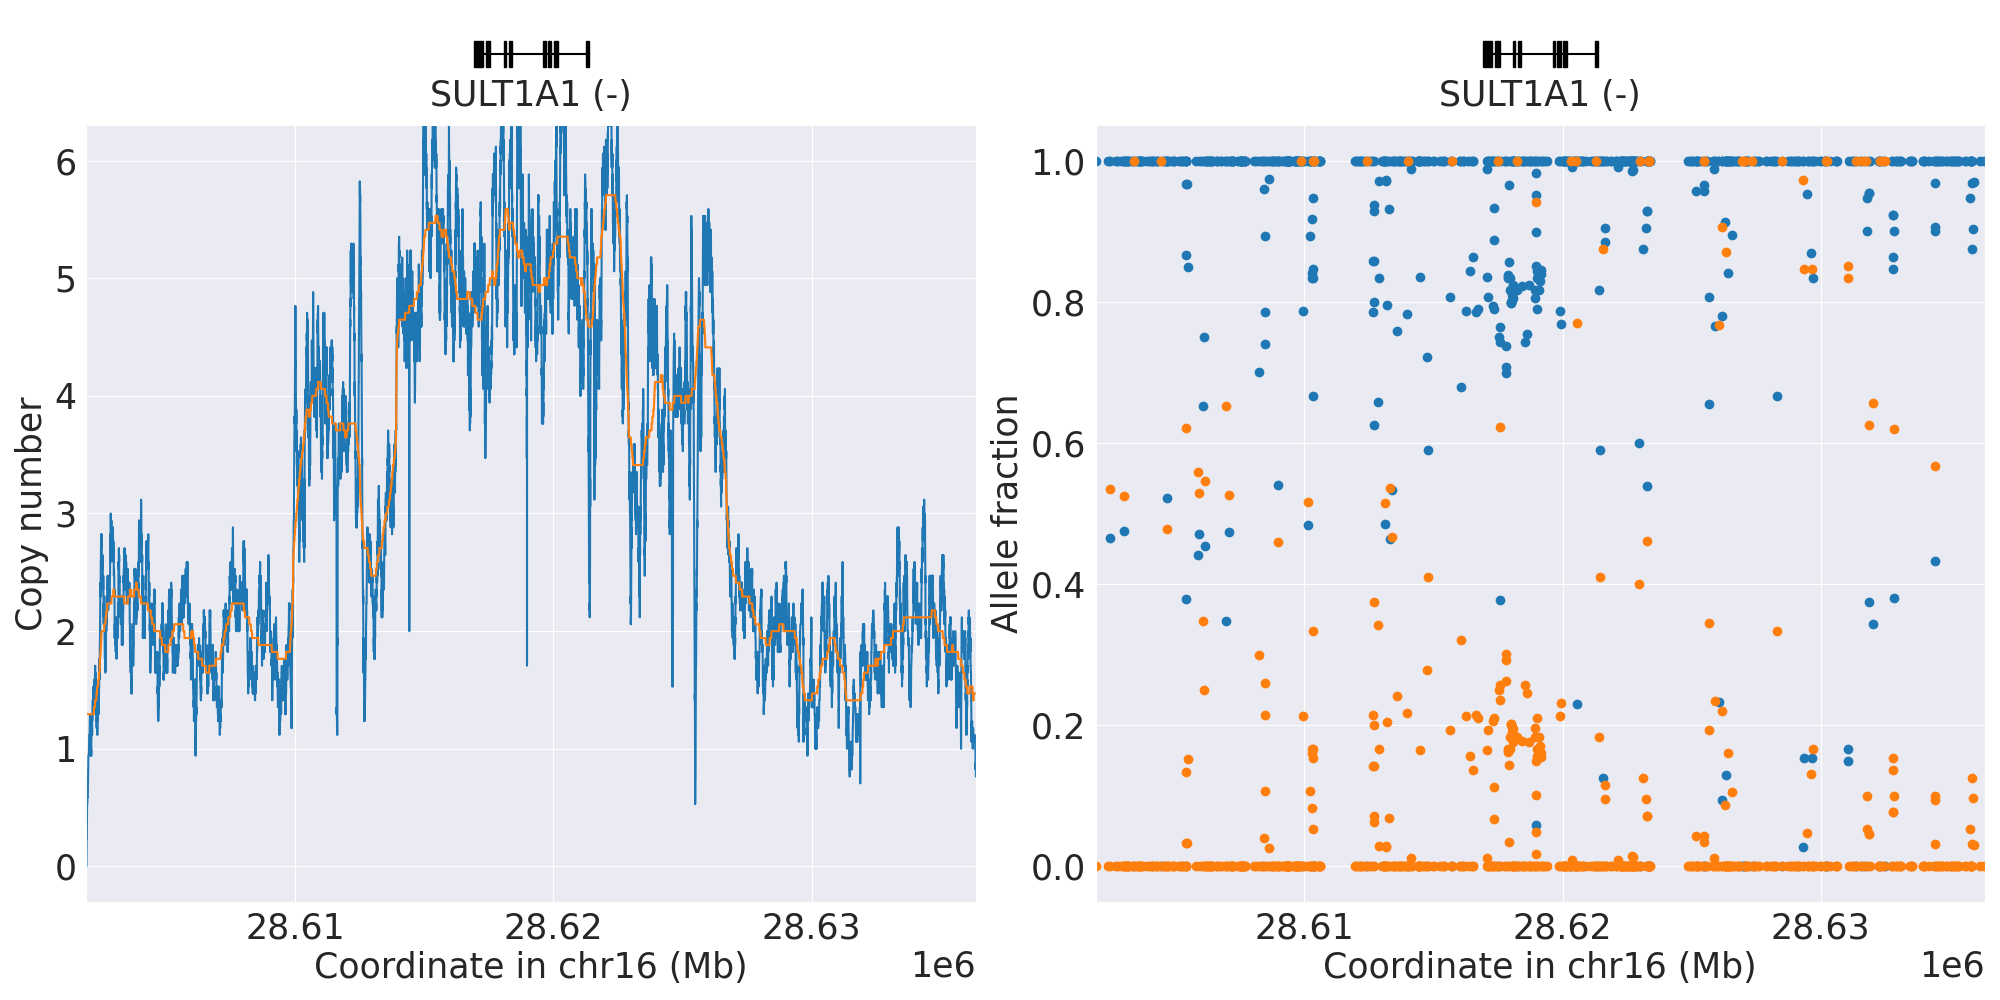 SULT1A1 (-)
SULT1A1 (-)
6
5
4
3
2
1
0
Copy number
28.61
28.62
28.63
Coordinate in chr16 (Mb)
1e6
1.0
0.8
0.6
0.4
0.2
0.0
Allele fraction
28.61
28.62
28.63
Coordinate in chr16 (Mb)
1e6